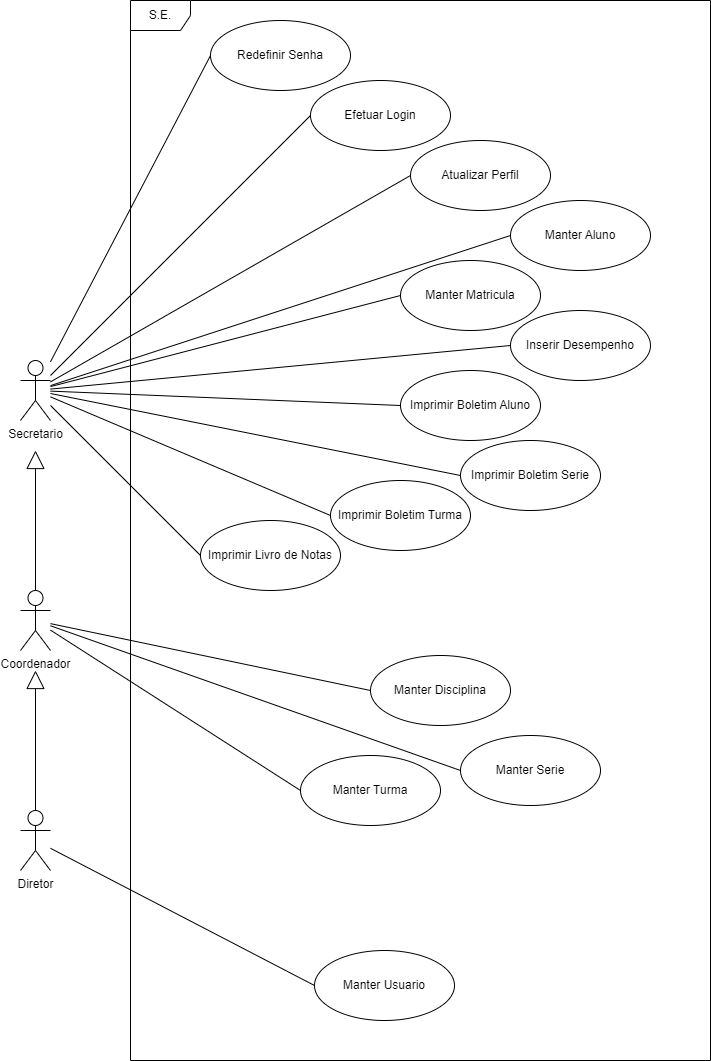 S.E.
Redefinir Senha
Efetuar Login
Atualizar Perfil
Manter Aluno
Manter Matricula
Inserir Desempenho
Imprimir Boletim Aluno
Secretario
Imprimir Boletim Serie
Imprimir Boletim Turma
Imprimir Livro de Notas
Coordenador
Manter Disciplina
Manter Serie
Manter Turma
Diretor
Manter Usuario